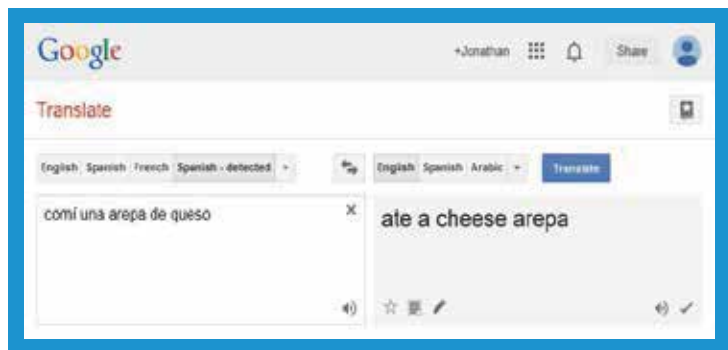 Google
+Jonathan Share
Translate
English Spanish French Spanish - detected
English Spanish Arabic Translate
comí una arepa de queso
ate a cheese arepa